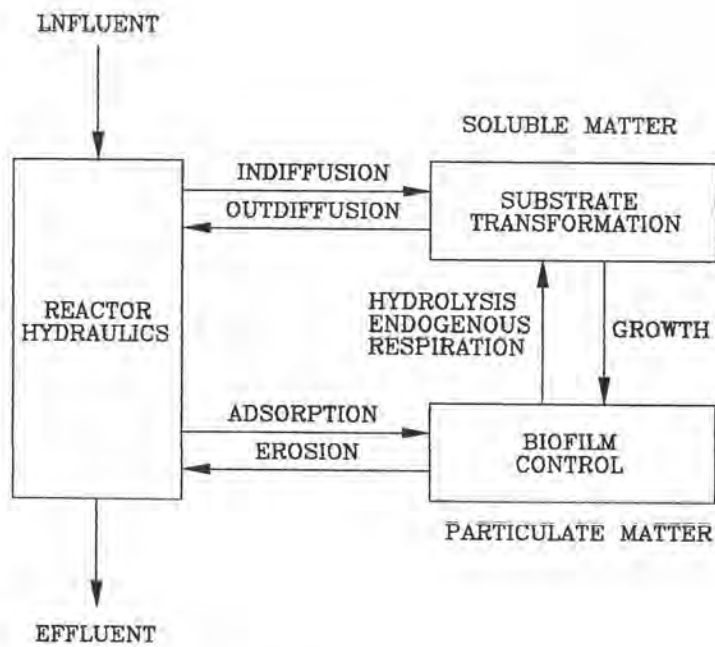 LNFLUENT
SOLUBLE MATTER
INDIFFUSION
OUTDIFFUSION
SUBSTRATE
TRANSFORMATION
REACTOR
HYDRAULICS
HYDROLYSIS
ENDOGENOUS
RESPIRATION
GROWTH
ADSORPTION
EROSION
BIOFILM
CONTROL
PARTICULATE MATTER
EFFLUENT